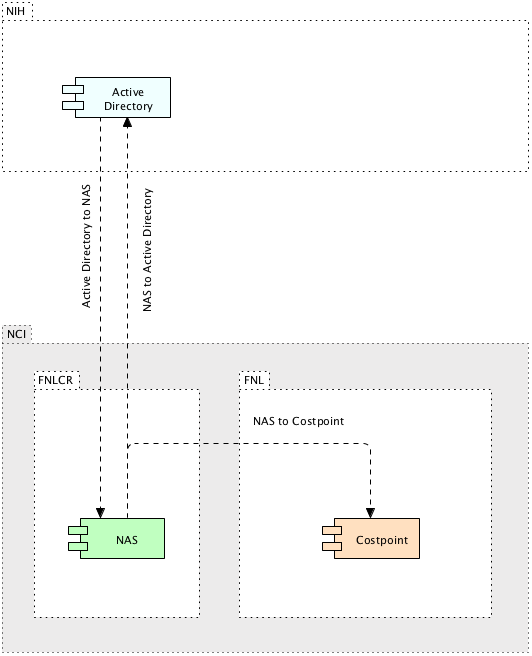 NIH
Active
Directory
Active Directory to NAS
NAS to Active Directory
NCI
FNLCR
FNL
NAS to Costpoint
NAS
Costpoint